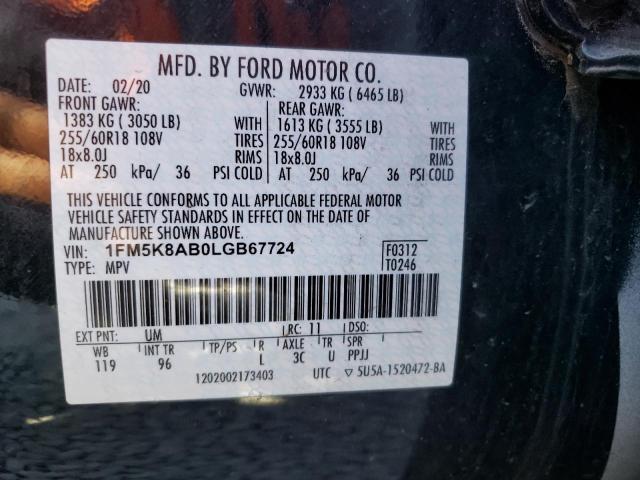 MFD. BY FORD MOTOR CO.
DATE: 02/20 GVWR: 2933 KG ( 6465 LB)
FRONT GAWR: REAR GAWR:
1383 KG ( 3050 LB) WITH 1613 KG ( 3555 LB) WITH
255/60R18 108V TIRES 255/60R18 108V TIRES
18x8.0J RIMS 18x8.0J RIMS
AT 250 kPa/ 36 PSI COLD AT 250 kPa/ 36 PSI COLD
THIS VEHICLE CONFORMS TO ALL APPLICABLE FEDERAL MOTOR
VEHICLE SAFETY STANDARDS IN EFFECT ON THE DATE OF
MANUFACTURE SHOWN ABOVE.
VIN: 1FM5K8AB0LGB67724 F0312
TYPE: MPV T0246
EXT PNT: UM RC: 11 DSO:
WB INT TR TP/PS R AXLE TR SPR
119 96 L 3C U PPJJ
1202002173403 UTC 5U5A-1520472-BA